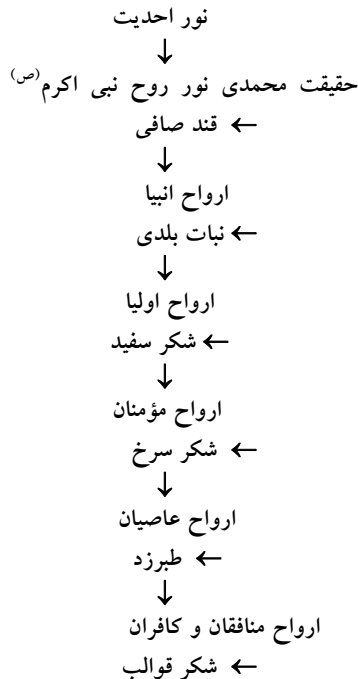 نور احدیت
↓
حقیقت محمدی نور روح نبی اکرم(ص)
← قند صافی
↓
ارواح انبیا
← نبات بلدی
↓
ارواح اولیا
← شکر سفید
↓
ارواح مؤمنان
← شکر سرخ
↓
ارواح عاصیان
← طبرزد
↓
ارواح منافقان و کافران
← شکر قوالب